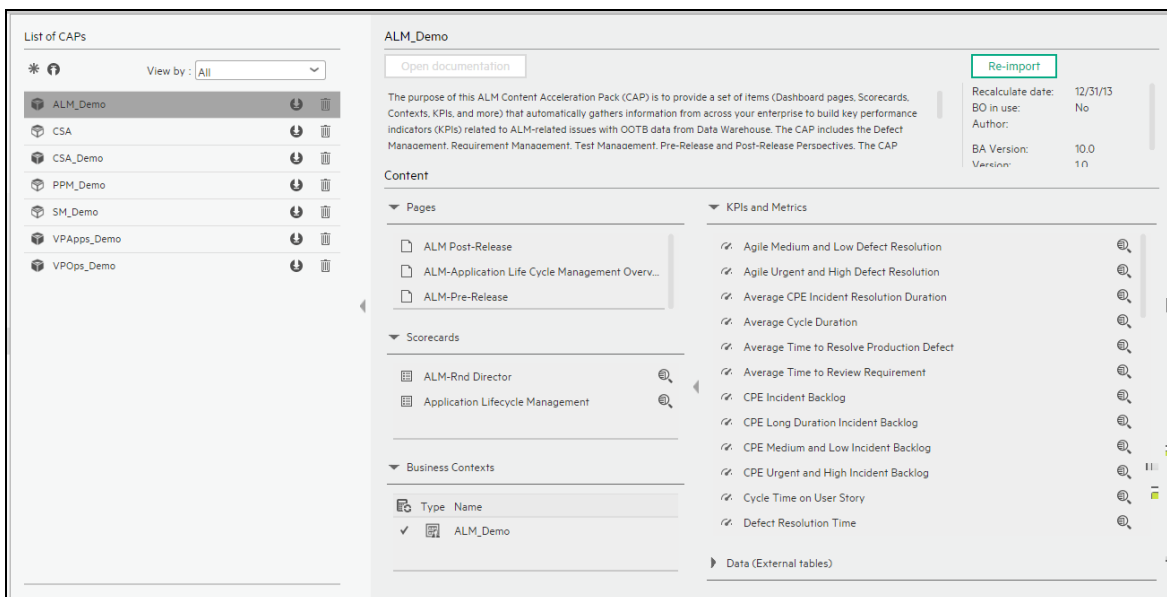 List of CAPs
View by : All
ALM_Demo
CSA
CSA_Demo
PPM_Demo
SM_Demo
VPApps_Demo
VPOps_Demo
ALM_Demo
Open documentation
Re-import
The purpose of this ALM Content Acceleration Pack (CAP) is to provide a set of items (Dashboard pages, Scorecards,
Contexts, KPIs, and more) that automatically gathers information from across your enterprise to build key performance
indicators (KPIs) related to ALM-related issues with OOTB data from Data Warehouse. The CAP includes the Defect
Management, Requirement Management, Test Management, Pre-Release and Post-Release Perspectives. The CAP
Recalculate date: 12/31/13
BO in use: No
Author:
BA Version: 10.0
Version: 1.0
Content
Pages
ALM Post-Release
ALM-Application Life Cycle Management Overv...
ALM-Pre-Release
Scorecards
ALM-Rnd Director
Application Lifecycle Management
Business Contexts
Type Name
ALM_Demo
KPIs and Metrics
Agile Medium and Low Defect Resolution
Agile Urgent and High Defect Resolution
Average CPE Incident Resolution Duration
Average Cycle Duration
Average Time to Resolve Production Defect
Average Time to Review Requirement
CPE Incident Backlog
CPE Long Duration Incident Backlog
CPE Medium and Low Incident Backlog
CPE Urgent and High Incident Backlog
Cycle Time on User Story
Defect Resolution Time
Data (External tables)